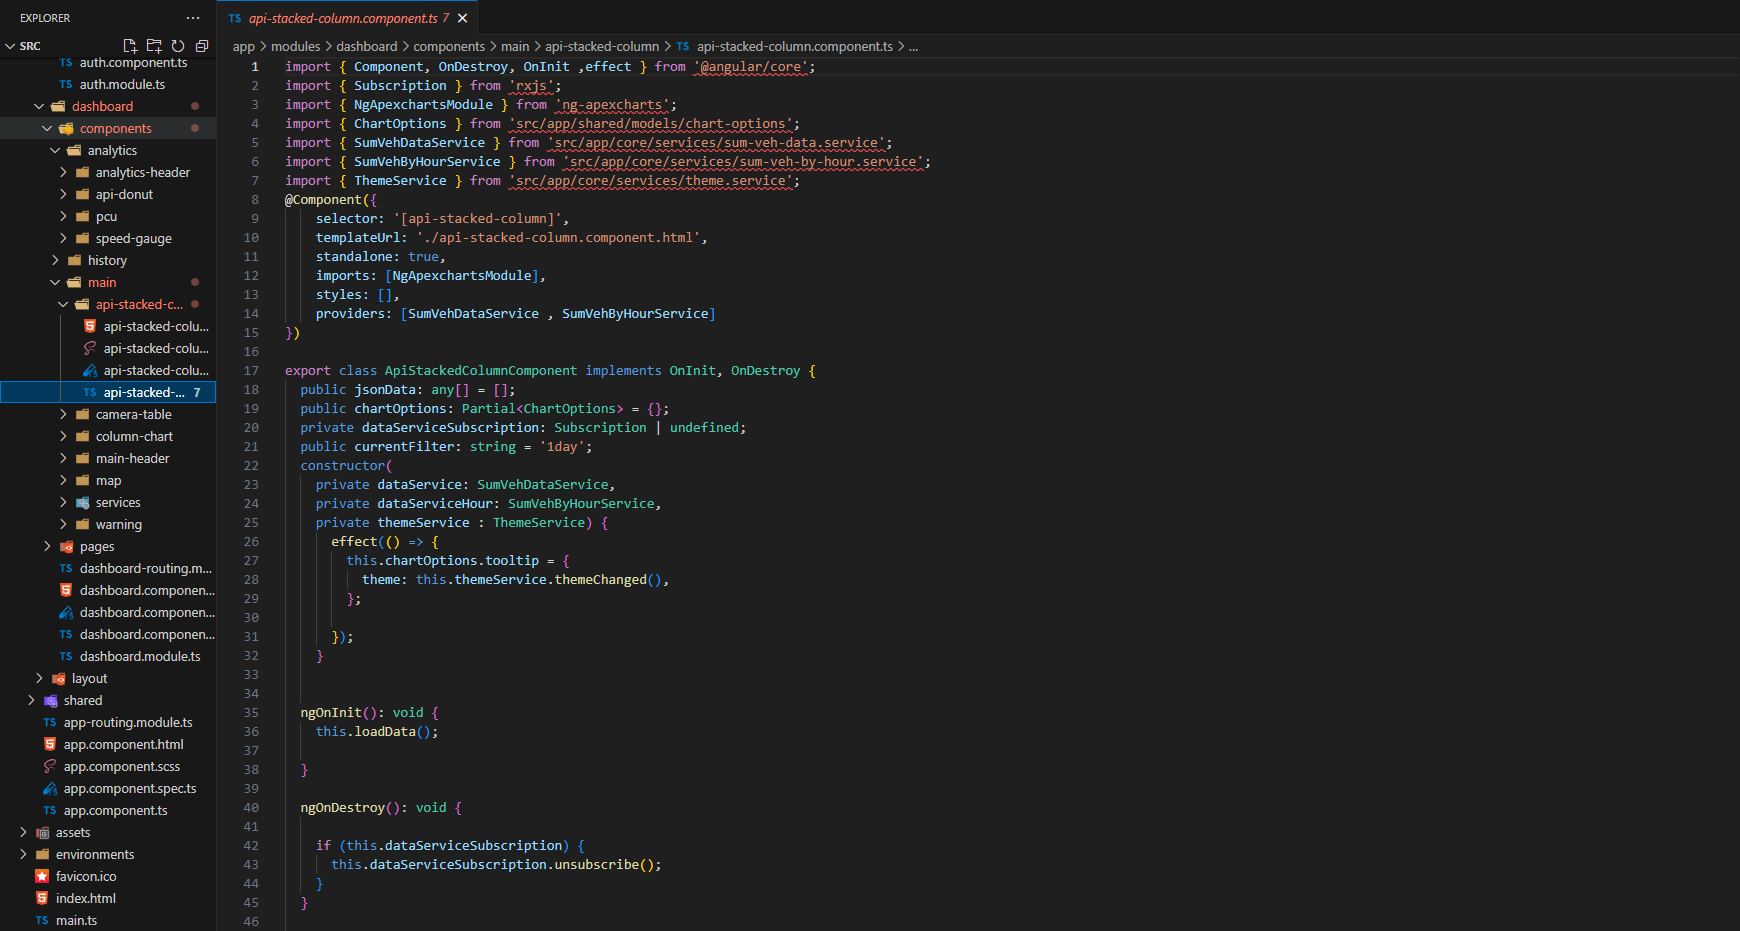 EXPLORER
SRC
auth.component.ts
TS auth.module.ts
dashboard
components
analytics
analytics-header
api-donut
pcu
speed-gauge
history
main
api-stacked-c...
api-stacked-colu...
api-stacked-colu...
api-stacked-colu...
TS api-stacked-... 7
camera-table
column-chart
main-header
map
services
warning
pages
TS dashboard-routing.m...
dashboard.componen...
dashboard.componen...
TS dashboard.componen...
TS dashboard.module.ts
layout
shared
TS app-routing.module.ts
app.component.html
app.component.scss
app.component.spec.ts
TS app.component.ts
assets
environments
favicon.ico
index.html
TS main.ts
TS api-stacked-column.component.ts 7
app > modules > dashboard > components > main > api-stacked-column > TS api-stacked-column.component.ts > ...
1 import { Component, OnDestroy, OnInit ,effect } from '@angular/core';
2 import { Subscription } from 'rxjs';
3 import { NgApexchartsModule } from 'ng-apexcharts';
4 import { ChartOptions } from 'src/app/shared/models/chart-options';
5 import { SumVehDataService } from 'src/app/core/services/sum-veh-data.service';
6 import { SumVehByHourService } from 'src/app/core/services/sum-veh-by-hour.service';
7 import { ThemeService } from 'src/app/core/services/theme.service';
8 @Component({
9 selector: '[api-stacked-column]',
10 templateUrl: './api-stacked-column.component.html',
11 standalone: true,
12 imports: [NgApexchartsModule],
13 styles: [],
14 providers: [SumVehDataService , SumVehByHourService]
15 })
16
17 export class ApiStackedColumnComponent implements OnInit, OnDestroy {
18 public jsonData: any[] = [];
19 public chartOptions: Partial<ChartOptions> = {};
20 private dataServiceSubscription: Subscription | undefined;
21 public currentFilter: string = '1day';
22 constructor(
23 private dataService: SumVehDataService,
24 private dataServiceHour: SumVehByHourService,
25 private themeService : ThemeService) {
26 effect(() => {
27 this.chartOptions.tooltip = {
28 theme: this.themeService.themeChanged(),
29 };
30
31 });
32 }
33
34
35 ngOnInit(): void {
36 this.loadData();
37
38 }
39
40 ngOnDestroy(): void {
41
42 if (this.dataServiceSubscription) {
43 this.dataServiceSubscription.unsubscribe();
44 }
45 }
46